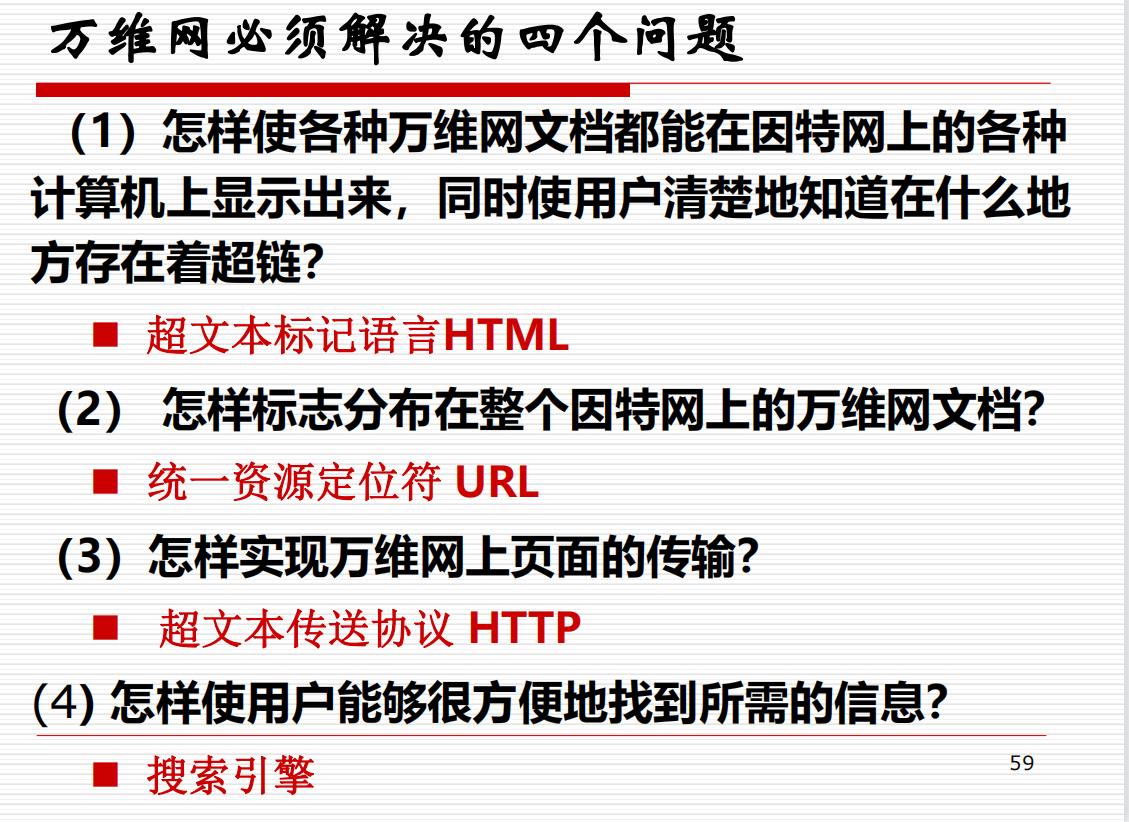 万维网必须解决的四个问题
（1）怎样使各种万维网文档都能在因特网上的各种
计算机上显示出来，同时使用户清楚地知道在什么地
方存在着超链？
超文本标记语言HTML
（2） 怎样标志分布在整个因特网上的万维网文档？
统一资源定位符 URL
（3）怎样实现万维网上页面的传输？
超文本传送协议 HTTP
(4) 怎样使用户能够很方便地找到所需的信息？
搜索引擎
59